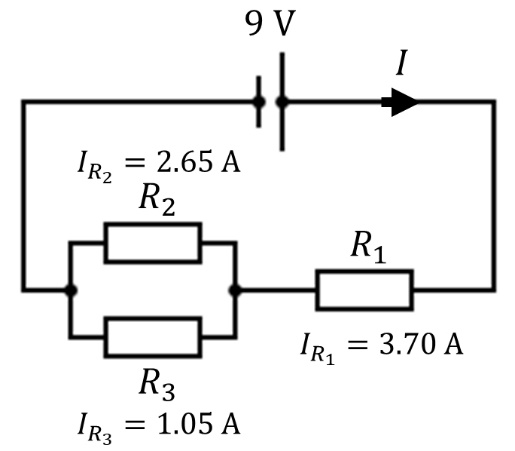 9 V
I
I_{R_2} = 2.65 A
R_2
R_1
I_{R_1} = 3.70 A
R_3
I_{R_3} = 1.05 A